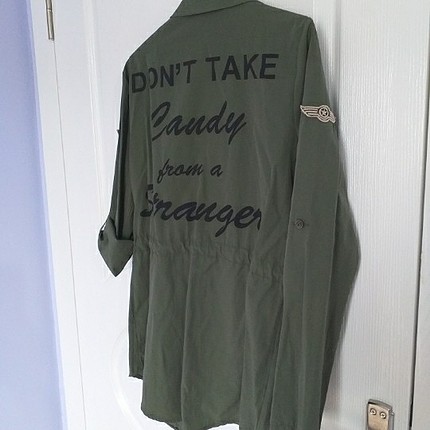 DON'T TAKE
Candy
from a
Stranger